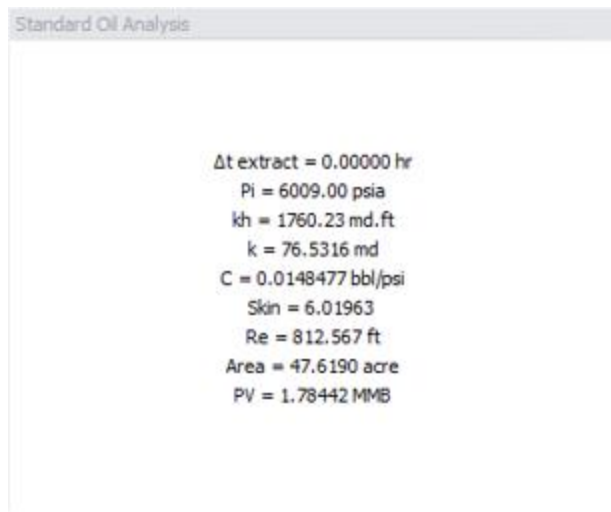 Standard Oil Analysis
Δt extract = 0.00000 hr
Pi = 6009.00 psia
kh = 1760.23 md.ft
k = 76.5316 md
C = 0.0148477 bbl/psi
Skin = 6.01963
Re = 812.567 ft
Area = 47.6190 acre
PV = 1.78442 MMB